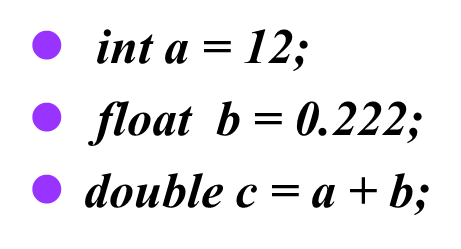 int a = 12;
float b = 0.222;
double c = a + b;